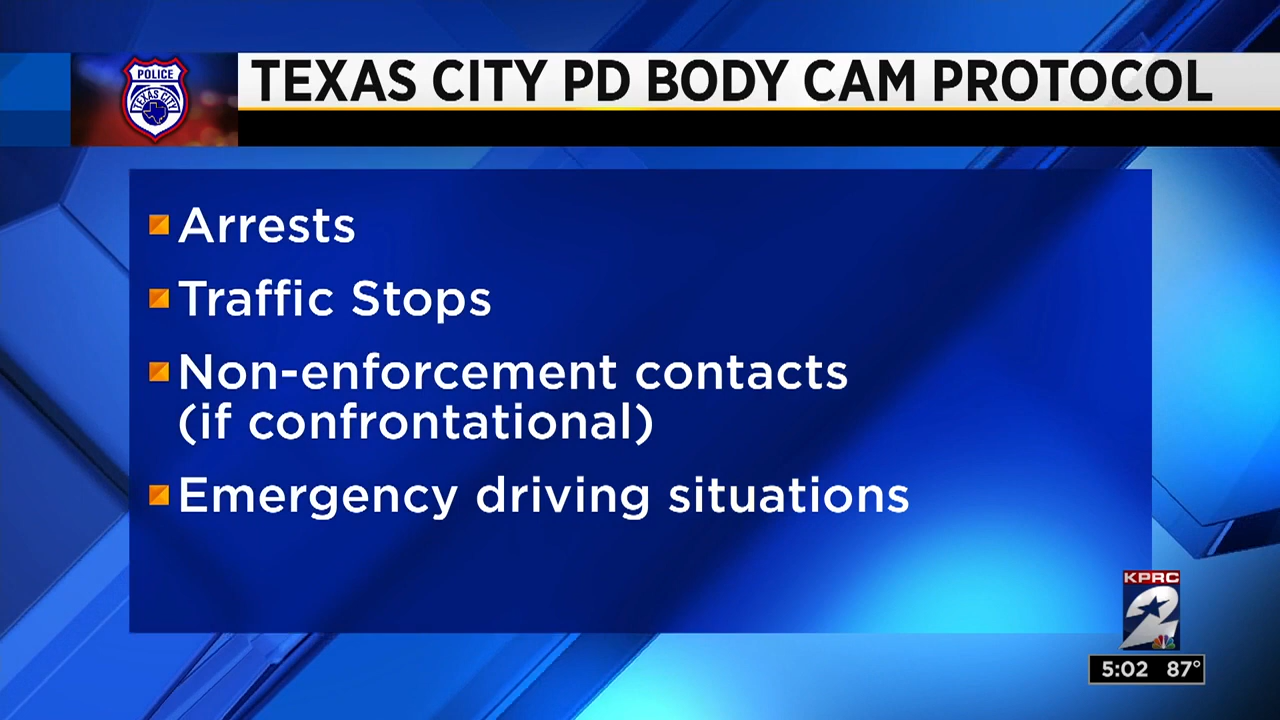 POLICE
TEXAS CITY
TEXAS CITY PD BODY CAM PROTOCOL
Arrests
Traffic Stops
Non-enforcement contacts
(if confrontational)
Emergency driving situations
KPRC
2
5:02 87°